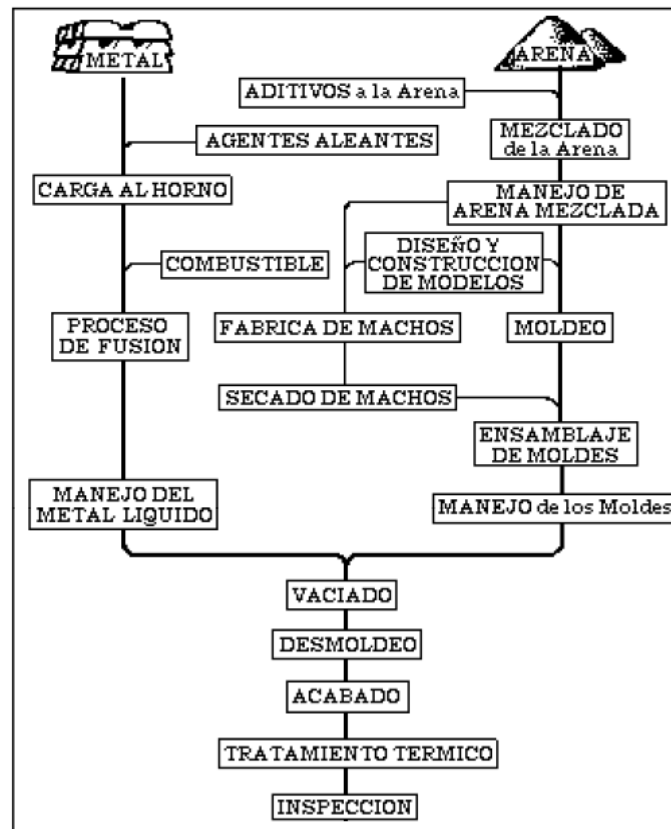 METAL
ARENA
ADITIVOS a la Arena
AGENTES ALEANTES
MEZCLADO
de la Arena
CARGA AL HORNO
MANEJO DE
ARENA MEZCLADA
COMBUSTIBLE
DISEÑO Y
CONSTRUCCION
DE MODELOS
PROCESO
DE FUSION
FABRICA DE MACHOS
MOLDEO
SECADO DE MACHOS
ENSAMBLAJE
DE MOLDES
MANEJO DEL
METAL LIQUIDO
MANEJO de los Moldes
VACIADO
DESMOLDEO
ACABADO
TRATAMIENTO TERMICO
INSPECCION